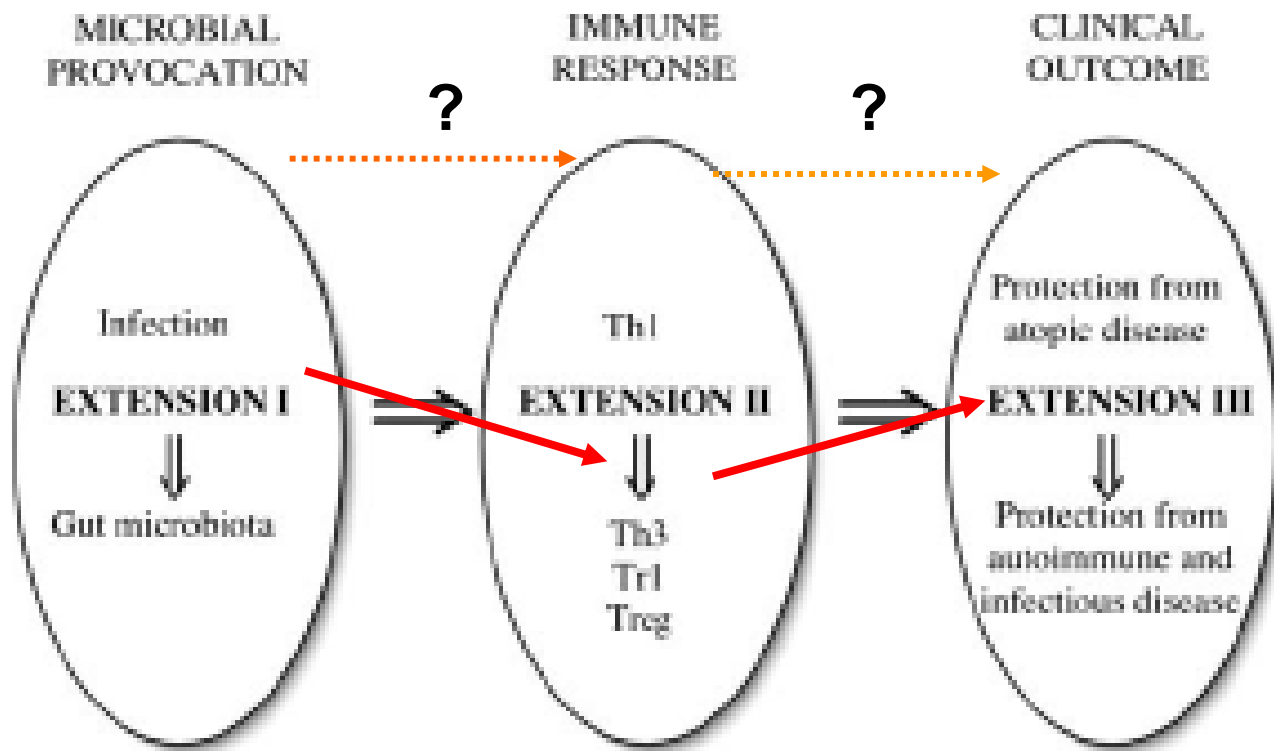 MICROBIAL
PROVOCATION
IMMUNE
RESPONSE
CLINICAL
OUTCOME
?
?
Infection
EXTENSION I
Gut microbiota
Th1
EXTENSION II
Th3
Tr1
Treg
Protection from
atopic disease
EXTENSION III
Protection from
autoimmune and
infectious disease